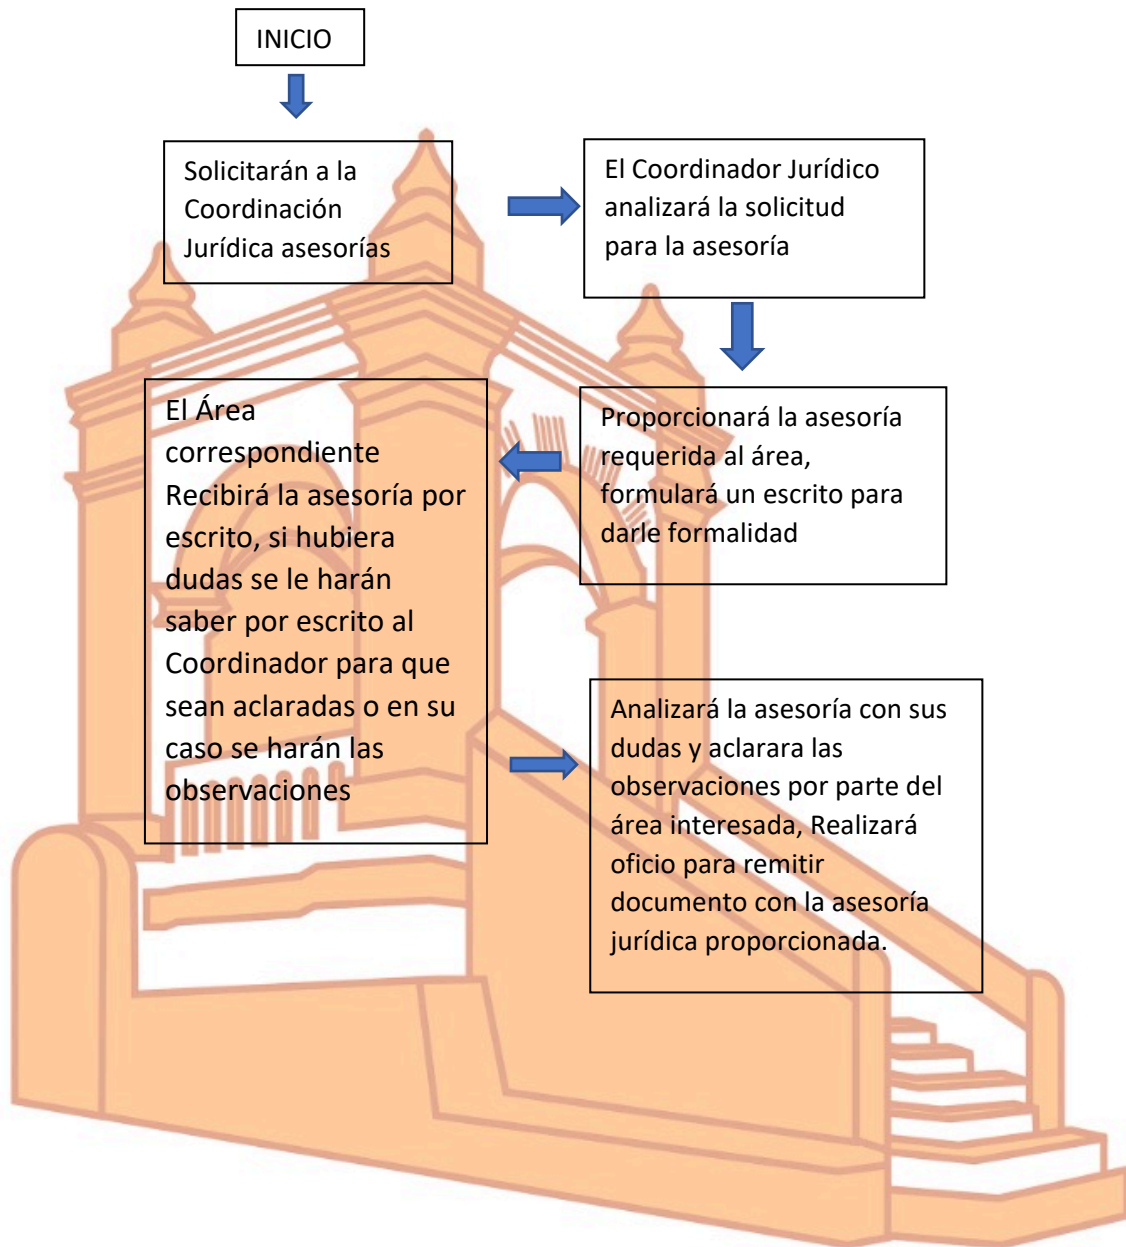 INICIO
Solicitarán a la
Coordinación
Jurídica asesorías
El Coordinador Jurídico
analizará la solicitud
para la asesoría
Proporcionará la asesoría
requerida al área,
formulará un escrito para
darle formalidad
El Área
correspondiente
Recibirá la asesoría por
escrito, si hubiera
dudas se le harán
saber por escrito al
Coordinador para que
sean aclaradas o en su
caso se harán las
observaciones
Analizará la asesoría con sus
dudas y aclarara las
observaciones por parte del
área interesada, Realizará
oficio para remitir
documento con la asesoría
jurídica proporcionada.